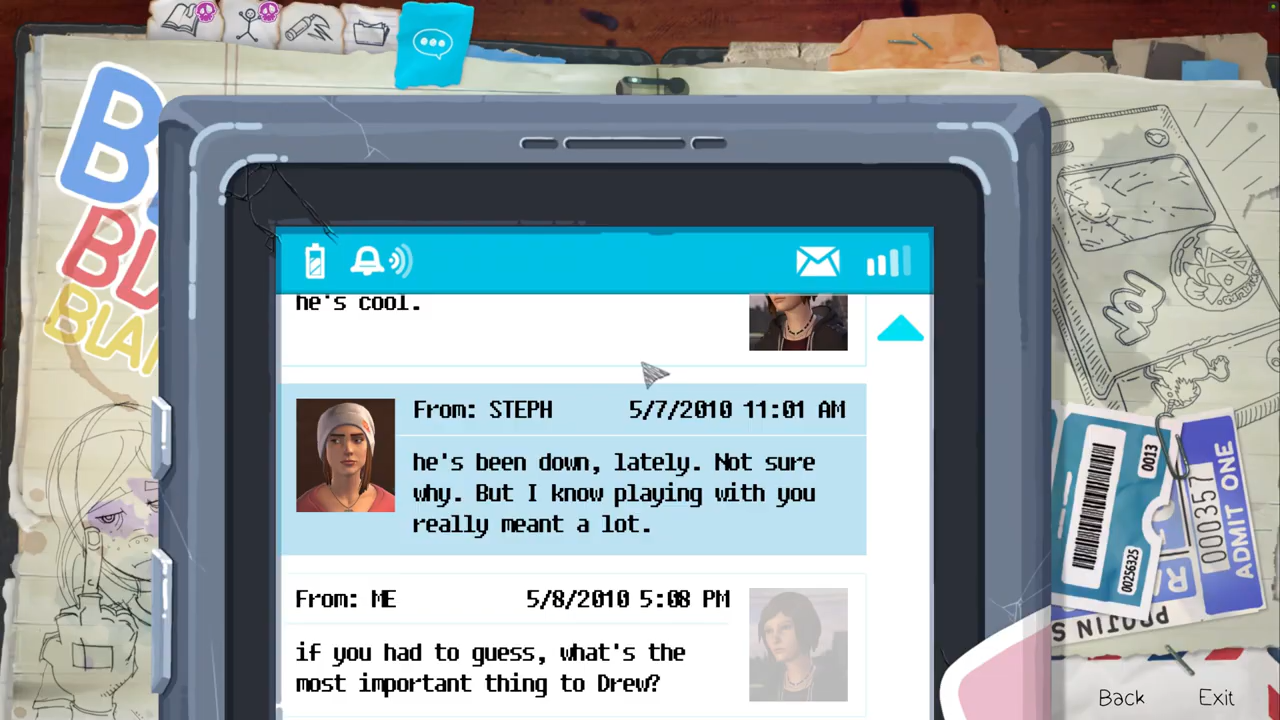 he's cool.
From: STEPH 5/7/2010 11:01 AM
he's been down, lately. Not sure
why. But I know playing with you
really meant a lot.
From: ME 5/8/2010 5:08 PM
if you had to guess, what's the
most important thing to Drew?
0013
00256325
000357
ADMIT ONE
Back
Exit